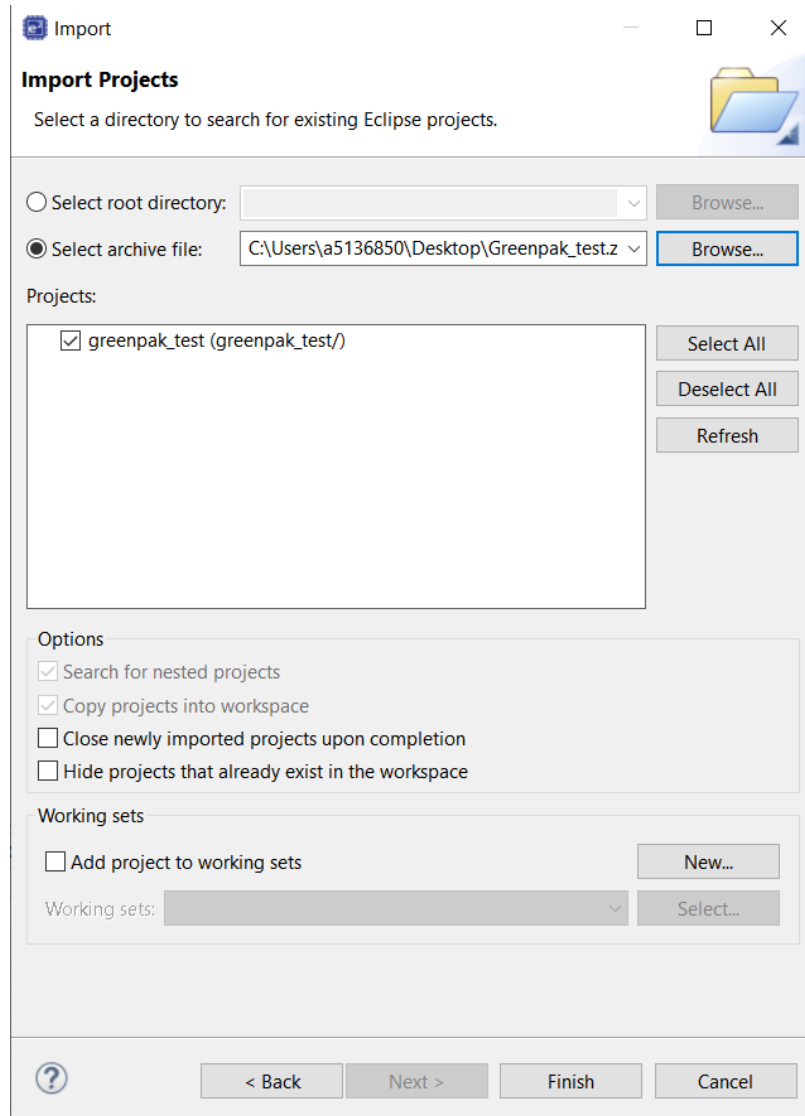 Import
Import Projects
Select a directory to search for existing Eclipse projects.
Select root directory:
Browse...
Select archive file:
C:\Users\a5136850\Desktop\Greenpak_test.z
Browse...
Projects:
greenpak_test (greenpak_test/)
Select All
Deselect All
Refresh
Options
Search for nested projects
Copy projects into workspace
Close newly imported projects upon completion
Hide projects that already exist in the workspace
Working sets
Add project to working sets
New...
Working sets:
Select...
?
< Back
Next >
Finish
Cancel